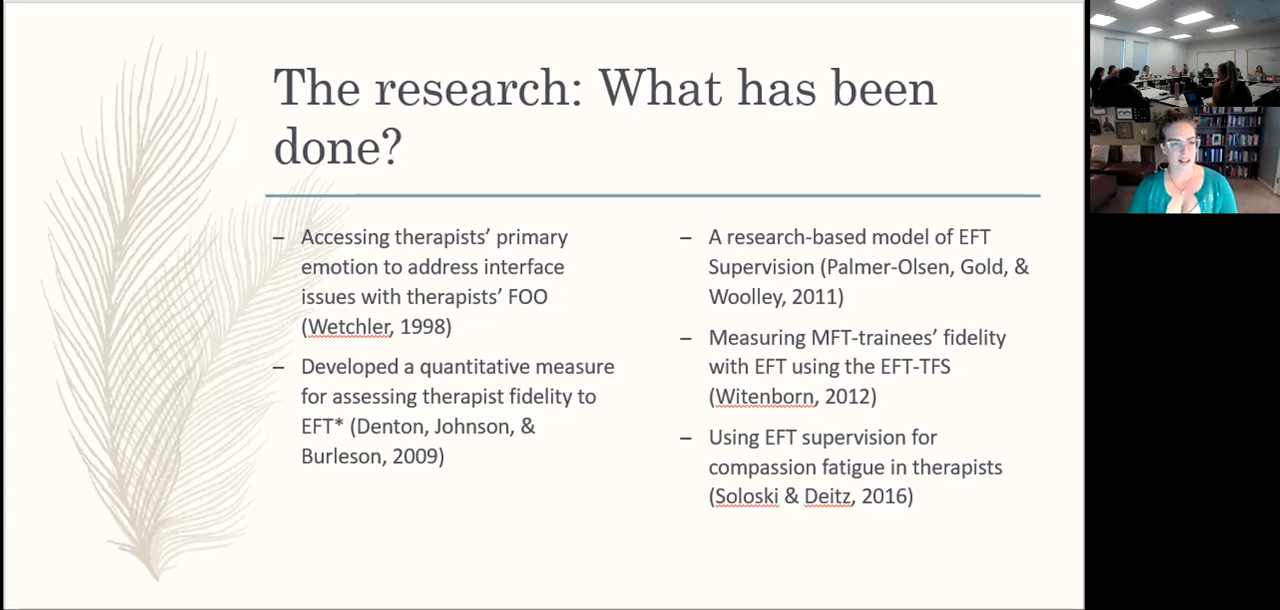 The research: What has been
done?
– Accessing therapists’ primary
emotion to address interface
issues with therapists’ FOO
(Wetchler, 1998)
– Developed a quantitative measure
for assessing therapist fidelity to
EFT* (Denton, Johnson, &
Burleson, 2009)
– A research-based model of EFT
Supervision (Palmer-Olsen, Gold, &
Woolley, 2011)
– Measuring MFT-trainees’ fidelity
with EFT using the EFT-TFS
(Witenborn, 2012)
– Using EFT supervision for
compassion fatigue in therapists
(Soloski & Deitz, 2016)